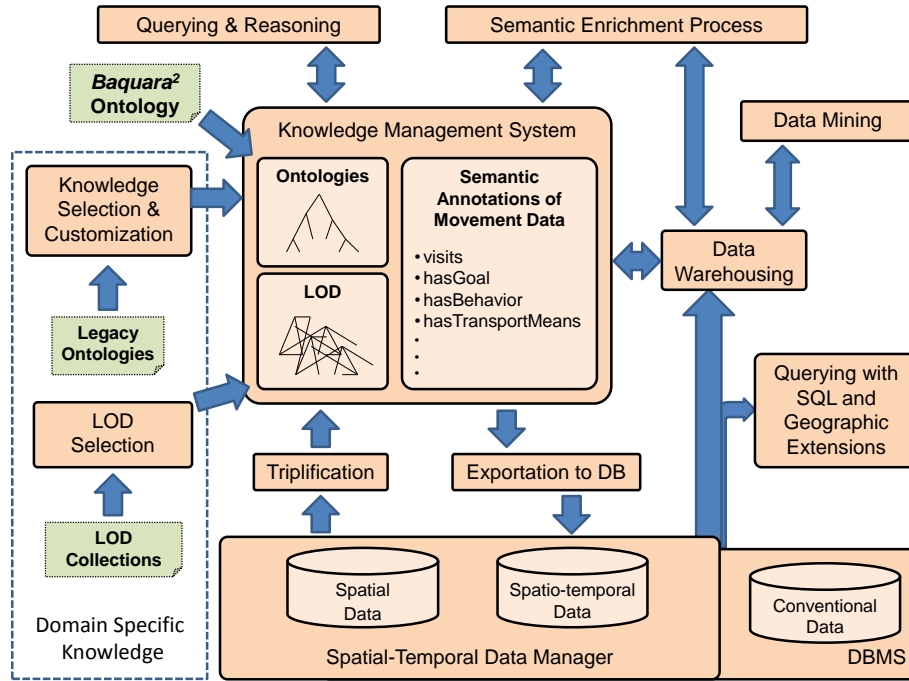 Querying & Reasoning
Semantic Enrichment Process
Baquara²
Ontology
Knowledge Management System
Data Mining
Knowledge
Selection &
Customization
Ontologies
Semantic
Annotations of
Movement Data
• visits
• hasGoal
• hasBehavior
• hasTransportMeans
•
•
•
LOD
Data
Warehousing
Legacy
Ontologies
LOD
Selection
Querying with
SQL and
Geographic
Extensions
Triplification
Exportation to DB
LOD
Collections
Domain Specific
Knowledge
Spatial
Data
Spatio-temporal
Data
Conventional
Data
Spatial-Temporal Data Manager
DBMS